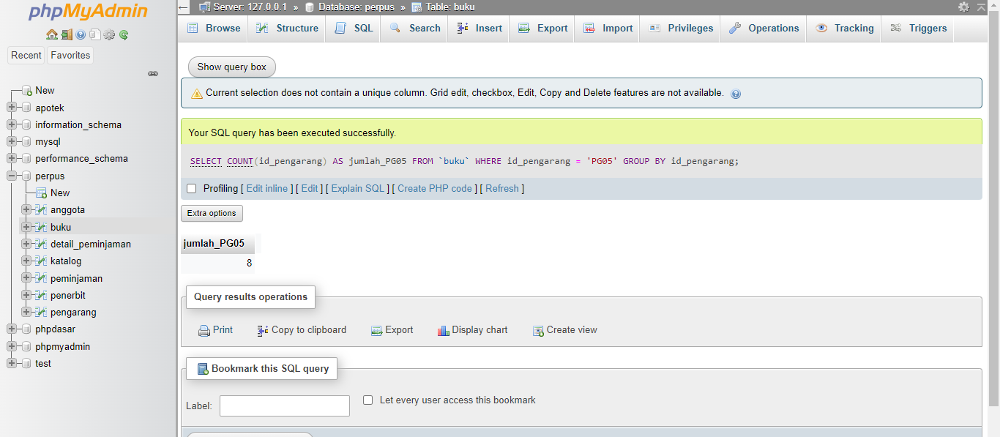 phpMyAdmin
Recent Favorites
New
apotek
information_schema
mysql
performance_schema
perpus
New
anggota
buku
detail_peminjaman
katalog
peminjaman
penerbit
pengarang
phpdasar
phpmyadmin
test
Server: 127.0.0.1 » Database: perpus » Table: buku
Browse Structure SQL Search Insert Export Import Privileges Operations Tracking Triggers
Show query box
Current selection does not contain a unique column. Grid edit, checkbox, Edit, Copy and Delete features are not available.
Your SQL query has been executed successfully.
SELECT COUNT(id_pengarang) AS jumlah_PG05 FROM `buku` WHERE id_pengarang = 'PG05' GROUP BY id_pengarang;
Profiling [ Edit inline ] [ Edit ] [ Explain SQL ] [ Create PHP code ] [ Refresh ]
Extra options
jumlah_PG05
8
Query results operations
Print Copy to clipboard Export Display chart Create view
Bookmark this SQL query
Label: Let every user access this bookmark